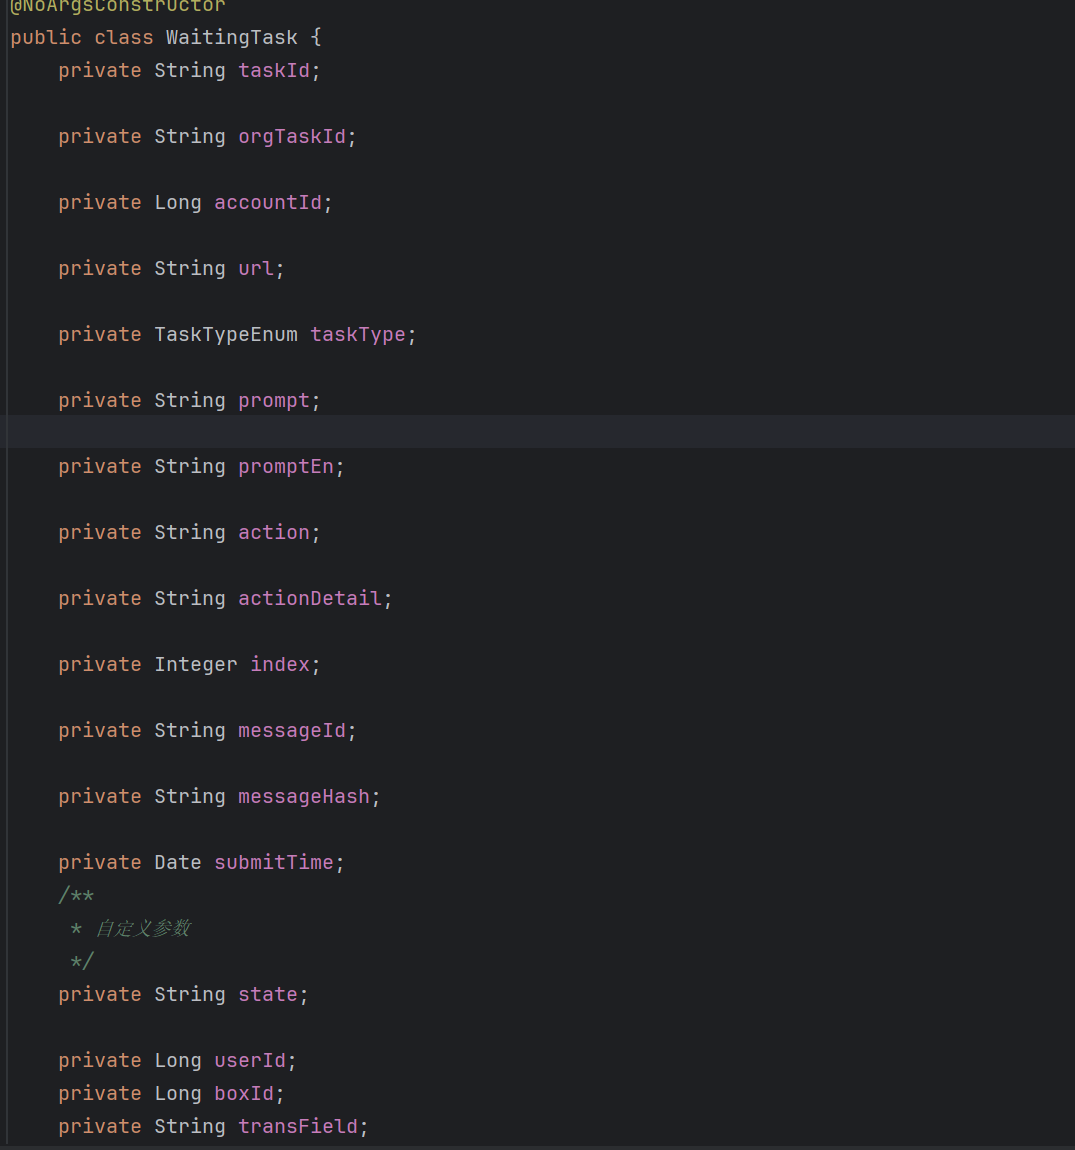 @NoArgsConstructor
public class WaitingTask {
private String taskId;
private String orgTaskId;
private Long accountId;
private String url;
private TaskTypeEnum taskType;
private String prompt;
private String promptEn;
private String action;
private String actionDetail;
private Integer index;
private String messageId;
private String messageHash;
private Date submitTime;
/**
* 自定义参数
*/
private String state;
private Long userId;
private Long boxId;
private String transField;